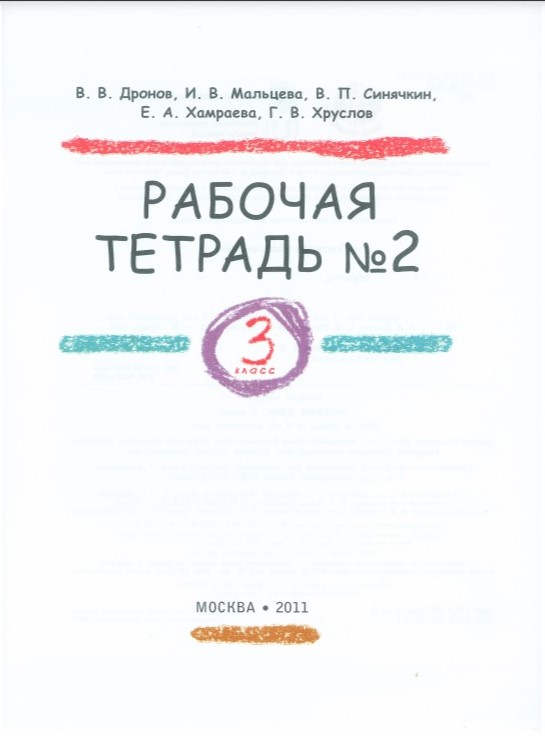 В. В. Дронов, И. В. Мальцева, В. П. Синячкин,
Е. А. Хамраева, Г. В. Хруслов
РАБОЧАЯ
ТЕТРАДЬ №2
3
КЛАСС
МОСКВА • 2011